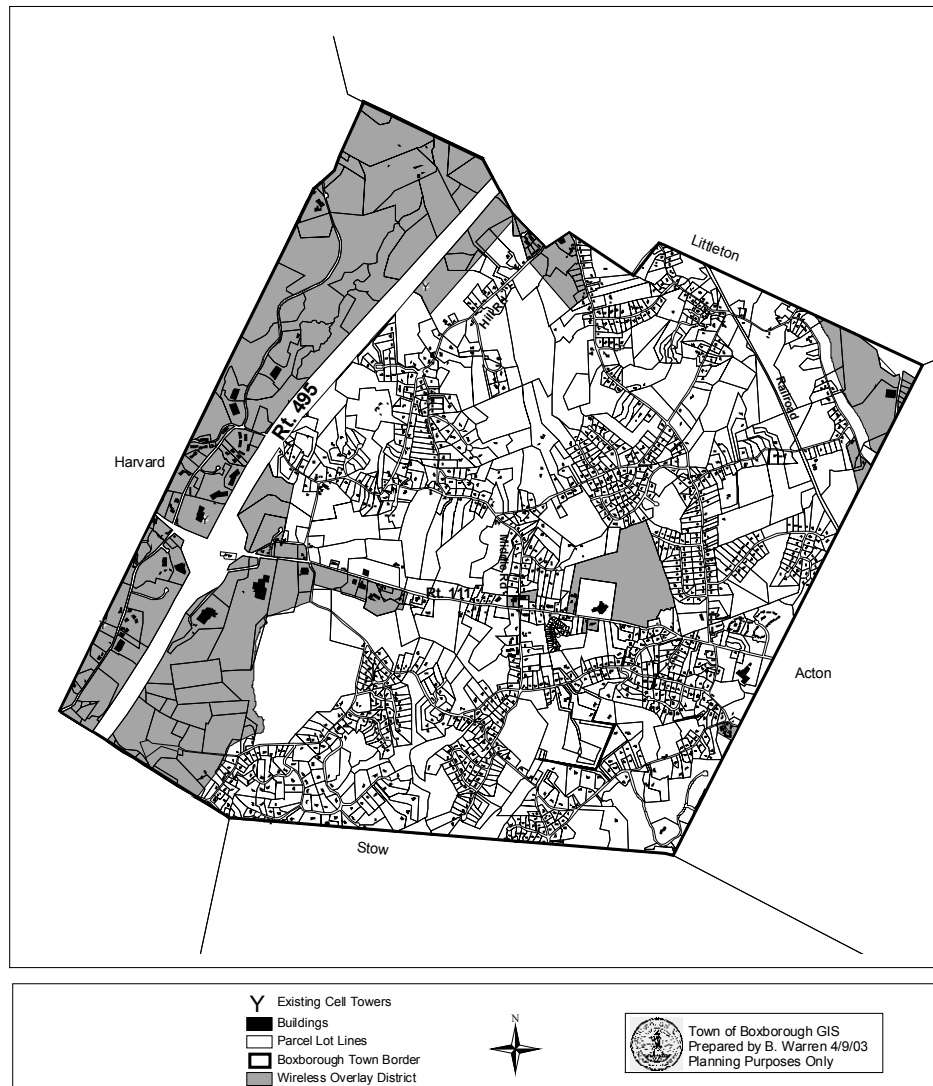 Littleton
Hill Rd.
Railroad
Rt. 495
Harvard
Middle Rd.
Rt. 111
Acton
Stow
Y Existing Cell Towers
Buildings
Parcel Lot Lines
Boxborough Town Border
Wireless Overlay District
N
Town of Boxborough GIS
Prepared by B. Warren 4/9/03
Planning Purposes Only